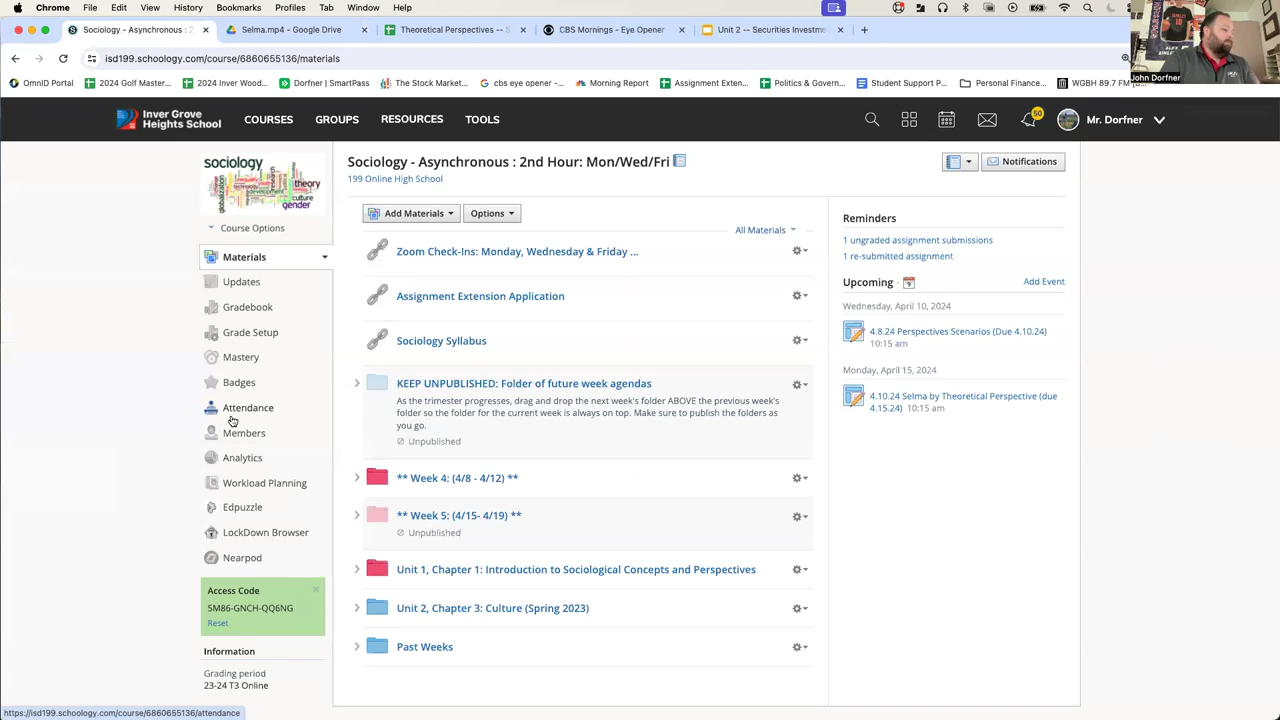 Chrome File Edit View History Bookmarks Profiles Tab Window Help
Sociology - Asynchronous : 2
Selma.mp4 - Google Drive
Theoretical Perspectives -- S
CBS Mornings - Eye Opener
Unit 2 -- Securities Investme
isd199.schoology.com/course/6860655136/materials
John Dorfner
OmniD Portal
2024 Golf Master...
2024 Inver Wood...
Dorfner | SmartPass
The Stock Market...
cbs eye opener -...
Morning Report
Assignment Exten...
Politics & Govern...
Student Support P...
Personal Finance...
WGBH 89.7 FM
Inver Grove
Heights School
COURSES GROUPS RESOURCES TOOLS
50
Mr. Dorfner
sociology
theory
culture
gender
globalization
Course Options
Materials
Updates
Gradebook
Grade Setup
Mastery
Badges
Attendance
Members
Analytics
Workload Planning
Edpuzzle
LockDown Browser
Nearpod
Access Code
5M86-GNCH-QQ6NG
Reset
Information
Grading period
23-24 T3 Online
Sociology - Asynchronous : 2nd Hour: Mon/Wed/Fri
199 Online High School
Notifications
Add Materials
Options
All Materials
Zoom Check-Ins: Monday, Wednesday & Friday ...
Assignment Extension Application
Sociology Syllabus
KEEP UNPUBLISHED: Folder of future week agendas
As the trimester progresses, drag and drop the next week's folder ABOVE the previous week's
folder so the folder for the current week is always on top. Make sure to publish the folders as
you go.
Unpublished
** Week 4: (4/8 - 4/12) **
** Week 5: (4/15- 4/19) **
Unpublished
Unit 1, Chapter 1: Introduction to Sociological Concepts and Perspectives
Unit 2, Chapter 3: Culture (Spring 2023)
Past Weeks
Reminders
1 ungraded assignment submissions
1 re-submitted assignment
Upcoming
Add Event
Wednesday, April 10, 2024
4.8.24 Perspectives Scenarios (Due 4.10.24)
10:15 am
Monday, April 15, 2024
4.10.24 Selma by Theoretical Perspective (due
4.15.24) 10:15 am
https://isd199.schoology.com/course/6860655136/attendance